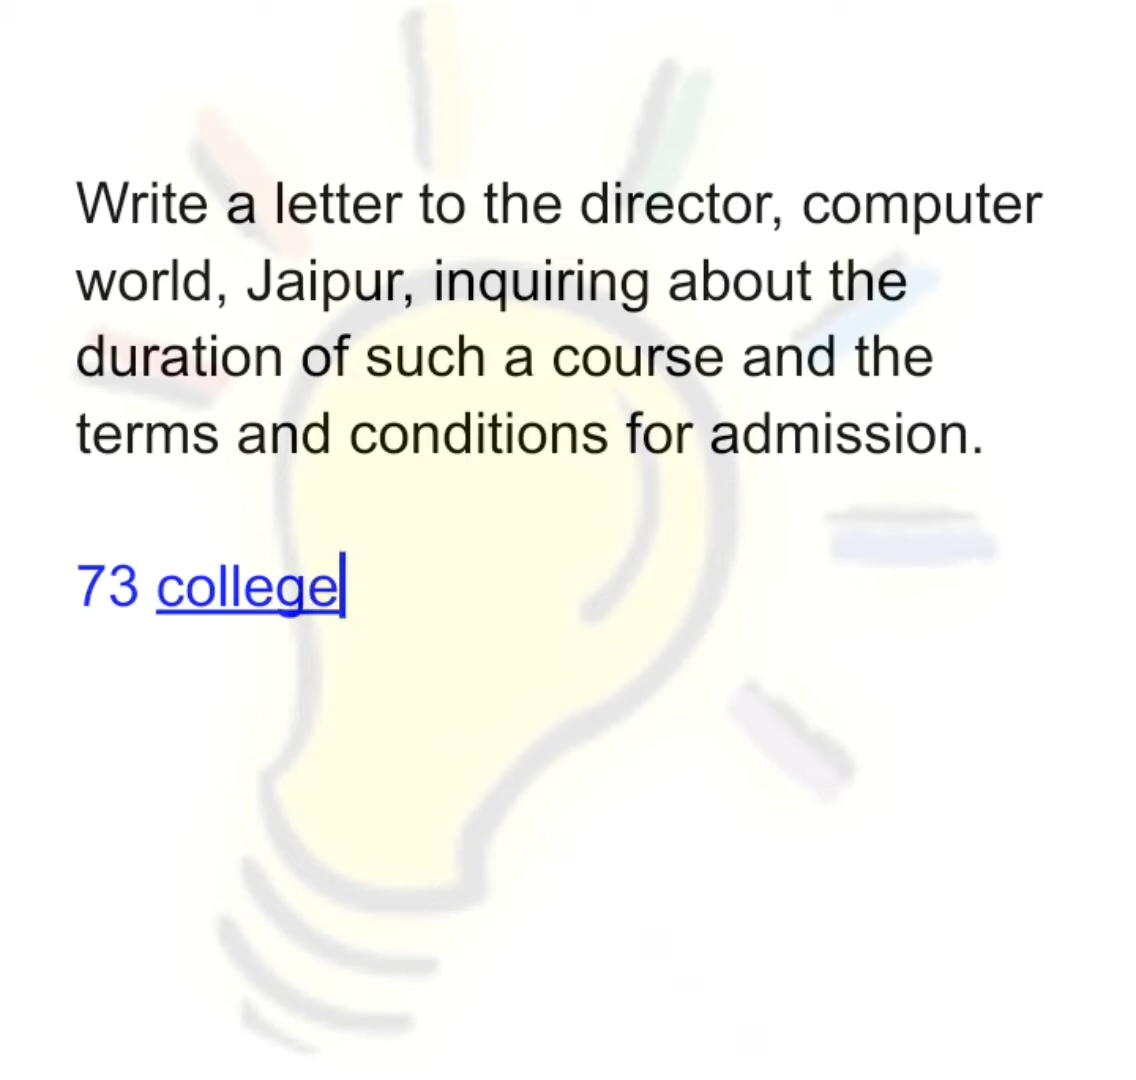 Write a letter to the director, computer
world, Jaipur, inquiring about the
duration of such a course and the
terms and conditions for admission.
73 college